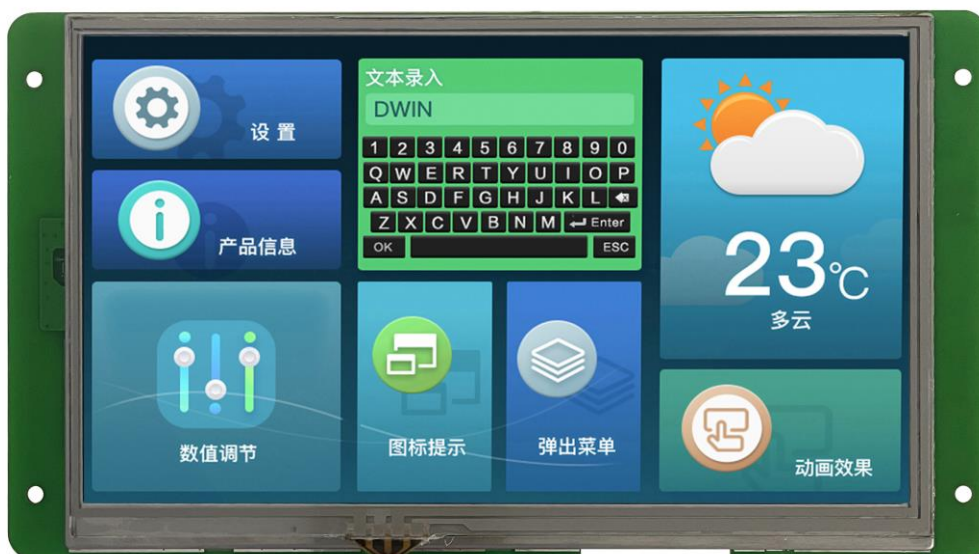 设置
产品信息
数值调节
文本录入
DWIN
1 2 3 4 5 6 7 8 9 0
Q W E R T Y U I O P
A S D F G H J K L
Z X C V B N M Enter
OK ESC
图标提示
弹出菜单
23℃
多云
动画效果